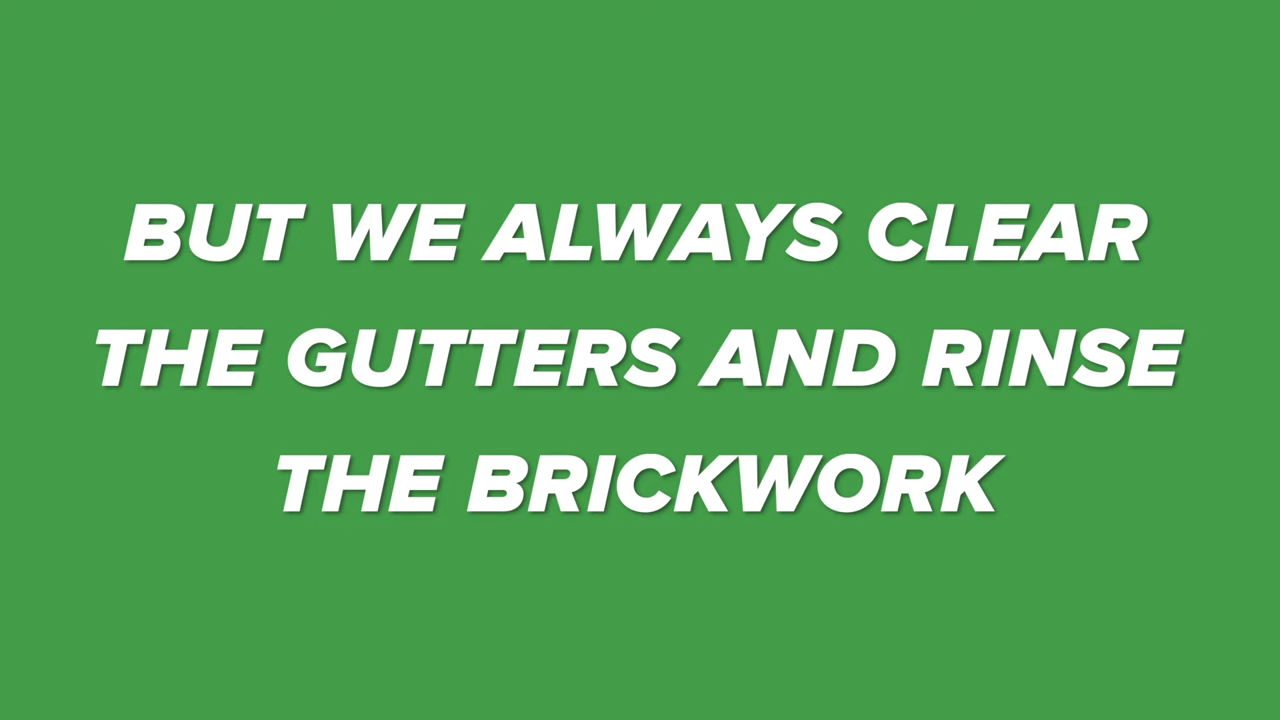 BUT WE ALWAYS CLEAR
THE GUTTERS AND RINSE
THE BRICKWORK